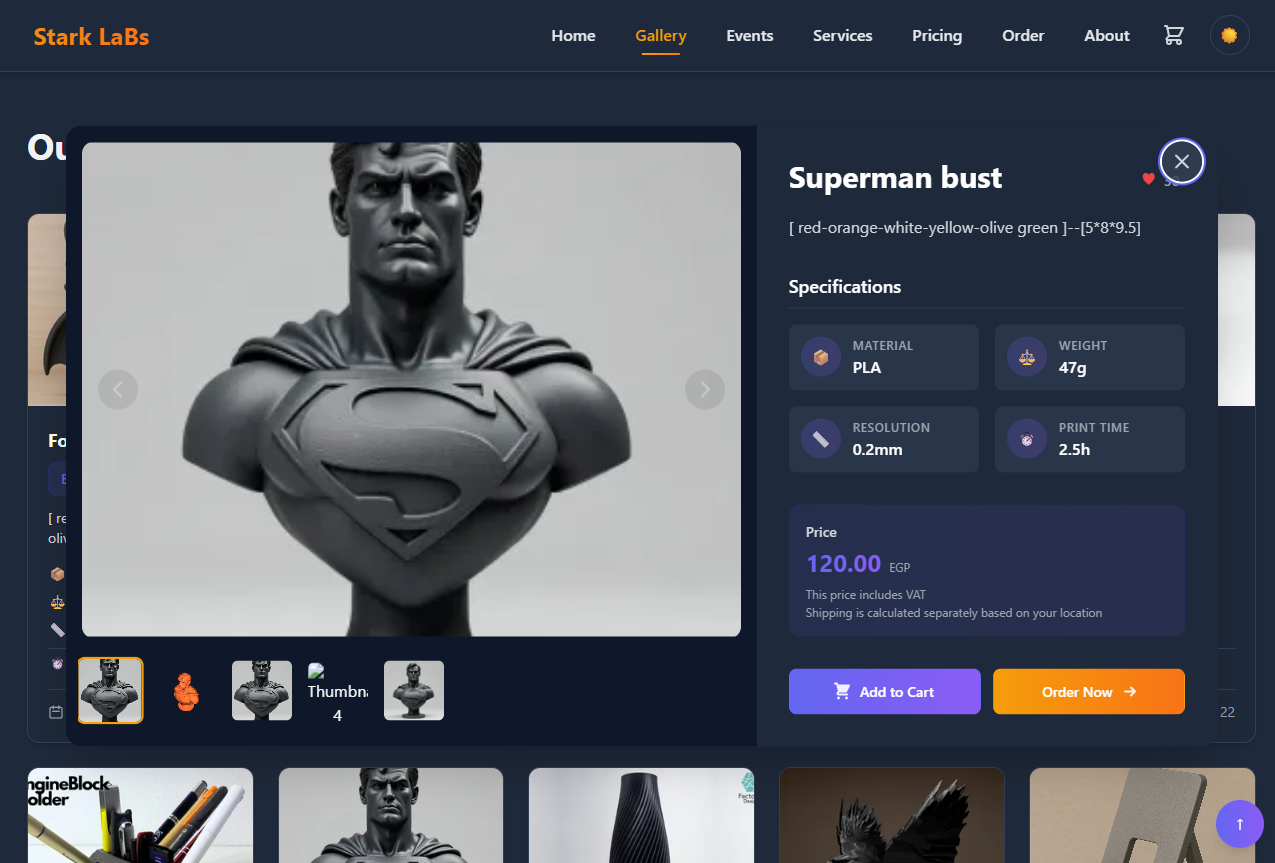 Stark LaBs
Home
Gallery
Events
Services
Pricing
Order
About
Ou
Superman bust
[ red-orange-white-yellow-olive green ]--[5*8*9.5]
Specifications
MATERIAL
PLA
WEIGHT
47g
RESOLUTION
0.2mm
PRINT TIME
2.5h
Price
120.00 EGP
This price includes VAT
Shipping is calculated separately based on your location
Add to Cart
Order Now →
Thumbna
4
Fo
[ re
oliv
22
ngineBlock
older
↑